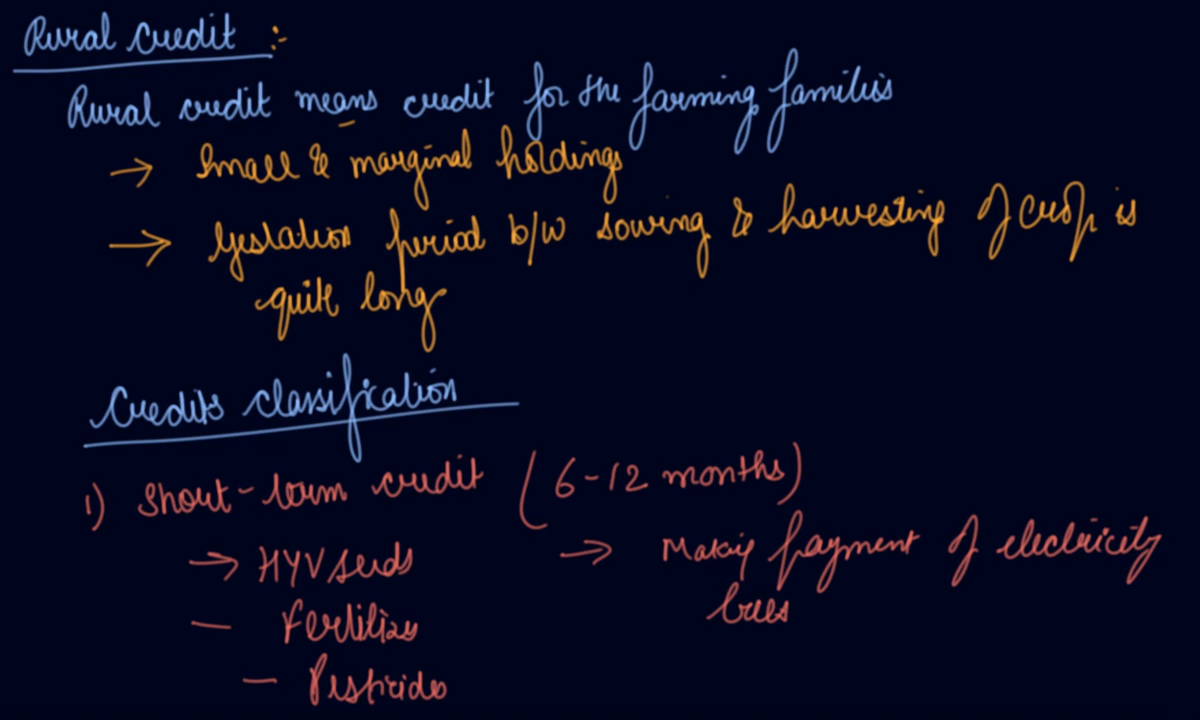 Rural credit :-
Rural credit means credit for the farming families
→ Small & marginal holdings
→ Gestation period b/w sowing & harvesting of crop is
quite long
Credits classification
1) Short-term credit (6-12 months)
→ HYV seeds → Making payment of electricity
— Fertilizers bills
— Pesticides